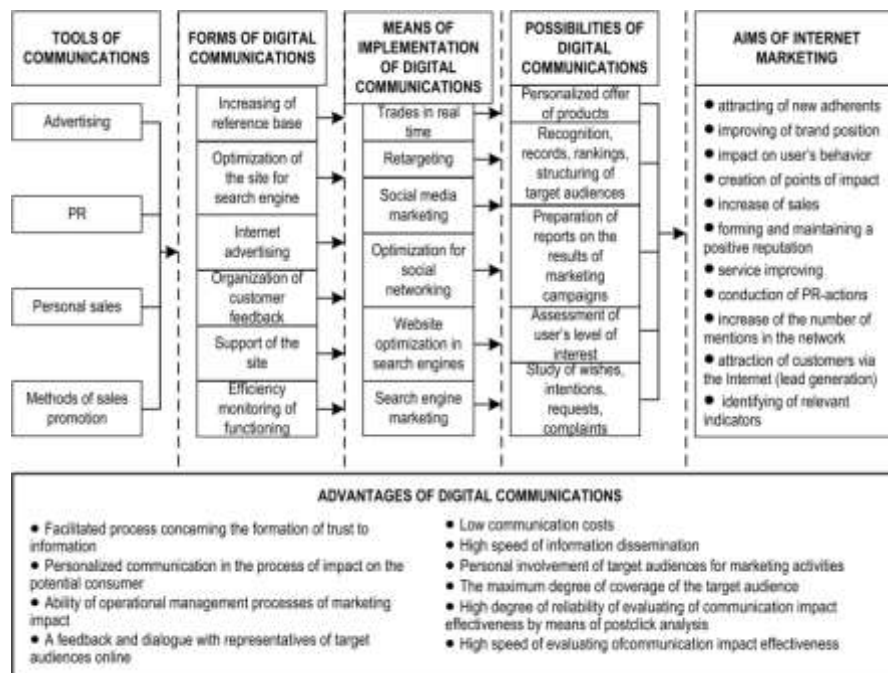 TOOLS OF
COMMUNICATIONS
Advertising
PR
Personal sales
Methods of sales
promotion
FORMS OF DIGITAL
COMMUNICATIONS
Increasing of
reference base
Optimization of
the site for
search engine
Internet
advertising
Organization of
customer
feedback
Support of the
site
Efficiency
monitoring of
functioning
MEANS OF
IMPLEMENTATION
OF DIGITAL
COMMUNICATIONS
Trades in real
time
Retargeting
Social media
marketing
Optimization for
social
networking
Website
optimization in
search engines
Search engine
marketing
POSSIBILITIES OF
DIGITAL
COMMUNICATIONS
Personalized offer
of products
Recognition,
records, rankings,
structuring of
target audiences
Preparation of
reports on the
results of
marketing
campaigns
Assessment of
user's level of
interest
Study of wishes,
intentions,
requests,
complaints
AIMS OF INTERNET
MARKETING
● attracting of new adherents
● improving of brand position
● impact on user's behavior
● creation of points of impact
● increase of sales
● forming and maintaining a
positive reputation
● service improving
● conduction of PR-actions
● increase of the number of
mentions in the network
● attraction of customers via
the Internet (lead generation)
● identifying of relevant
indicators
ADVANTAGES OF DIGITAL COMMUNICATIONS
● Facilitated process concerning the formation of trust to
information
● Personalized communication in the process of impact on the
potential consumer
● Ability of operational management processes of marketing
impact
● A feedback and dialogue with representatives of target
audiences online
● Low communication costs
● High speed of information dissemination
● Personal involvement of target audiences for marketing activities
● The maximum degree of coverage of the target audience
● High degree of reliability of evaluating of communication impact
effectiveness by means of postclick analysis
● High speed of evaluating ofcommunication impact effectiveness